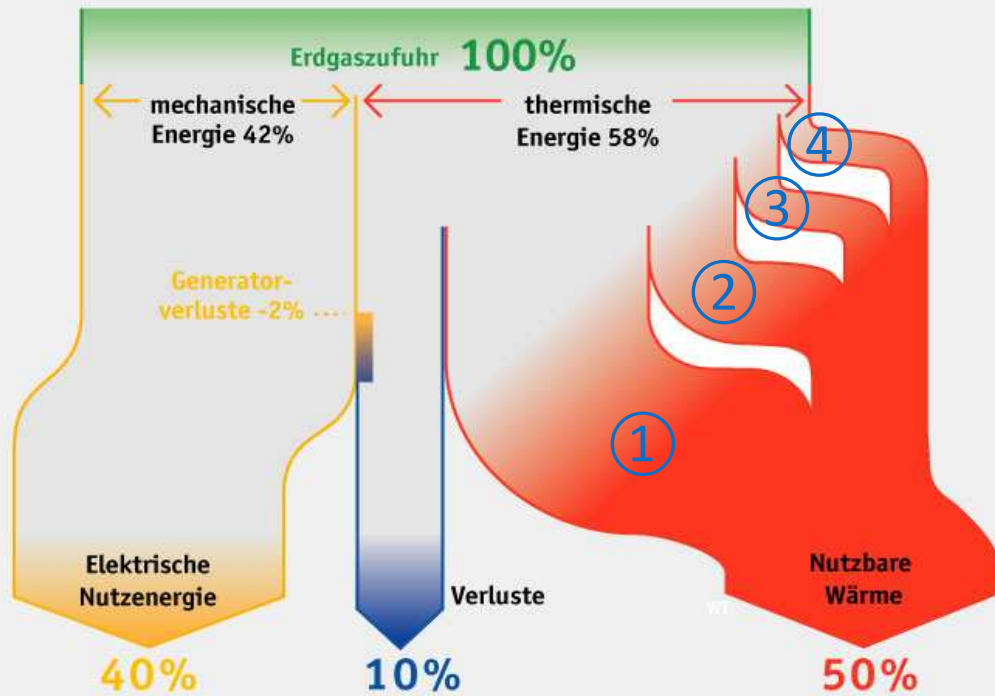 Erdgaszufuhr 100%
mechanische
Energie 42%
thermische
Energie 58%
④
③
②
①
Generator-
verluste -2% ....
Elektrische
Nutzenergie
Verluste
Nutzbare
Wärme
WT
40%
10%
50%